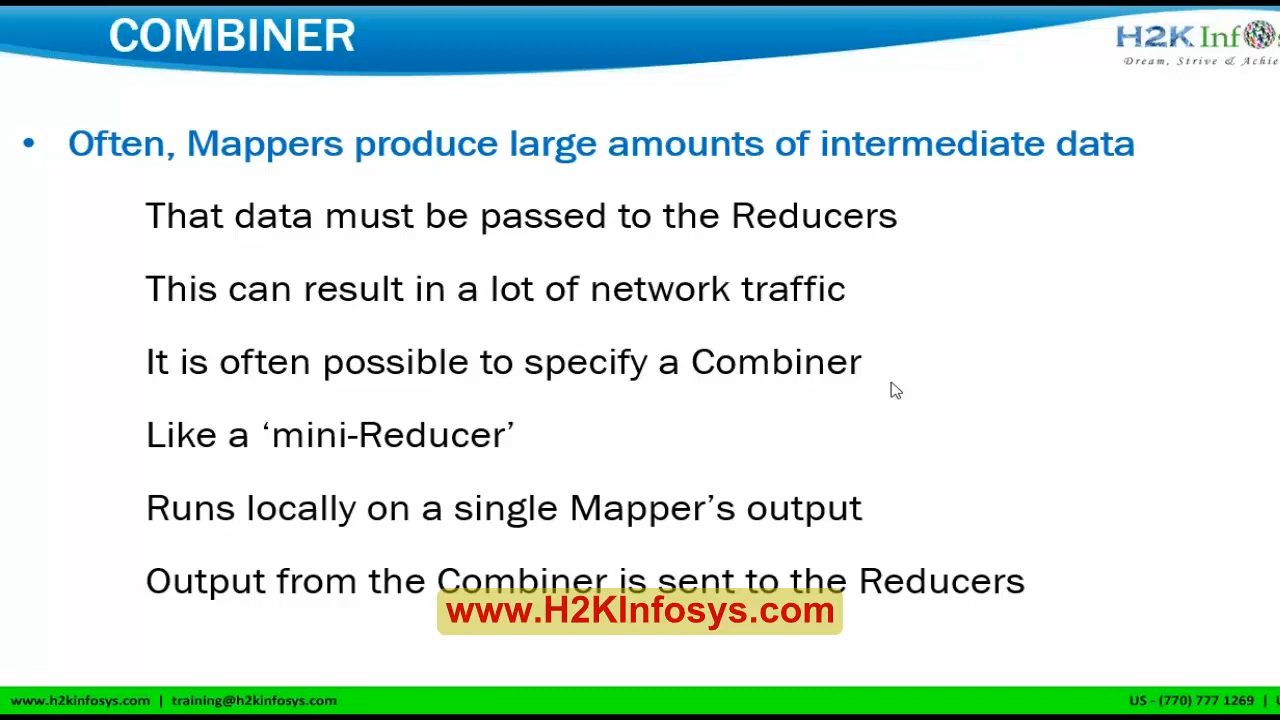 COMBINER
H2K Inf
Dream, Strive & Achie
• Often, Mappers produce large amounts of intermediate data
That data must be passed to the Reducers
This can result in a lot of network traffic
It is often possible to specify a Combiner
Like a ‘mini-Reducer’
Runs locally on a single Mapper’s output
Output from the Combiner is sent to the Reducers
www.H2KInfosys.com
www.h2kinfosys.com | training@h2kinfosys.com
US - (770) 777 1269 |